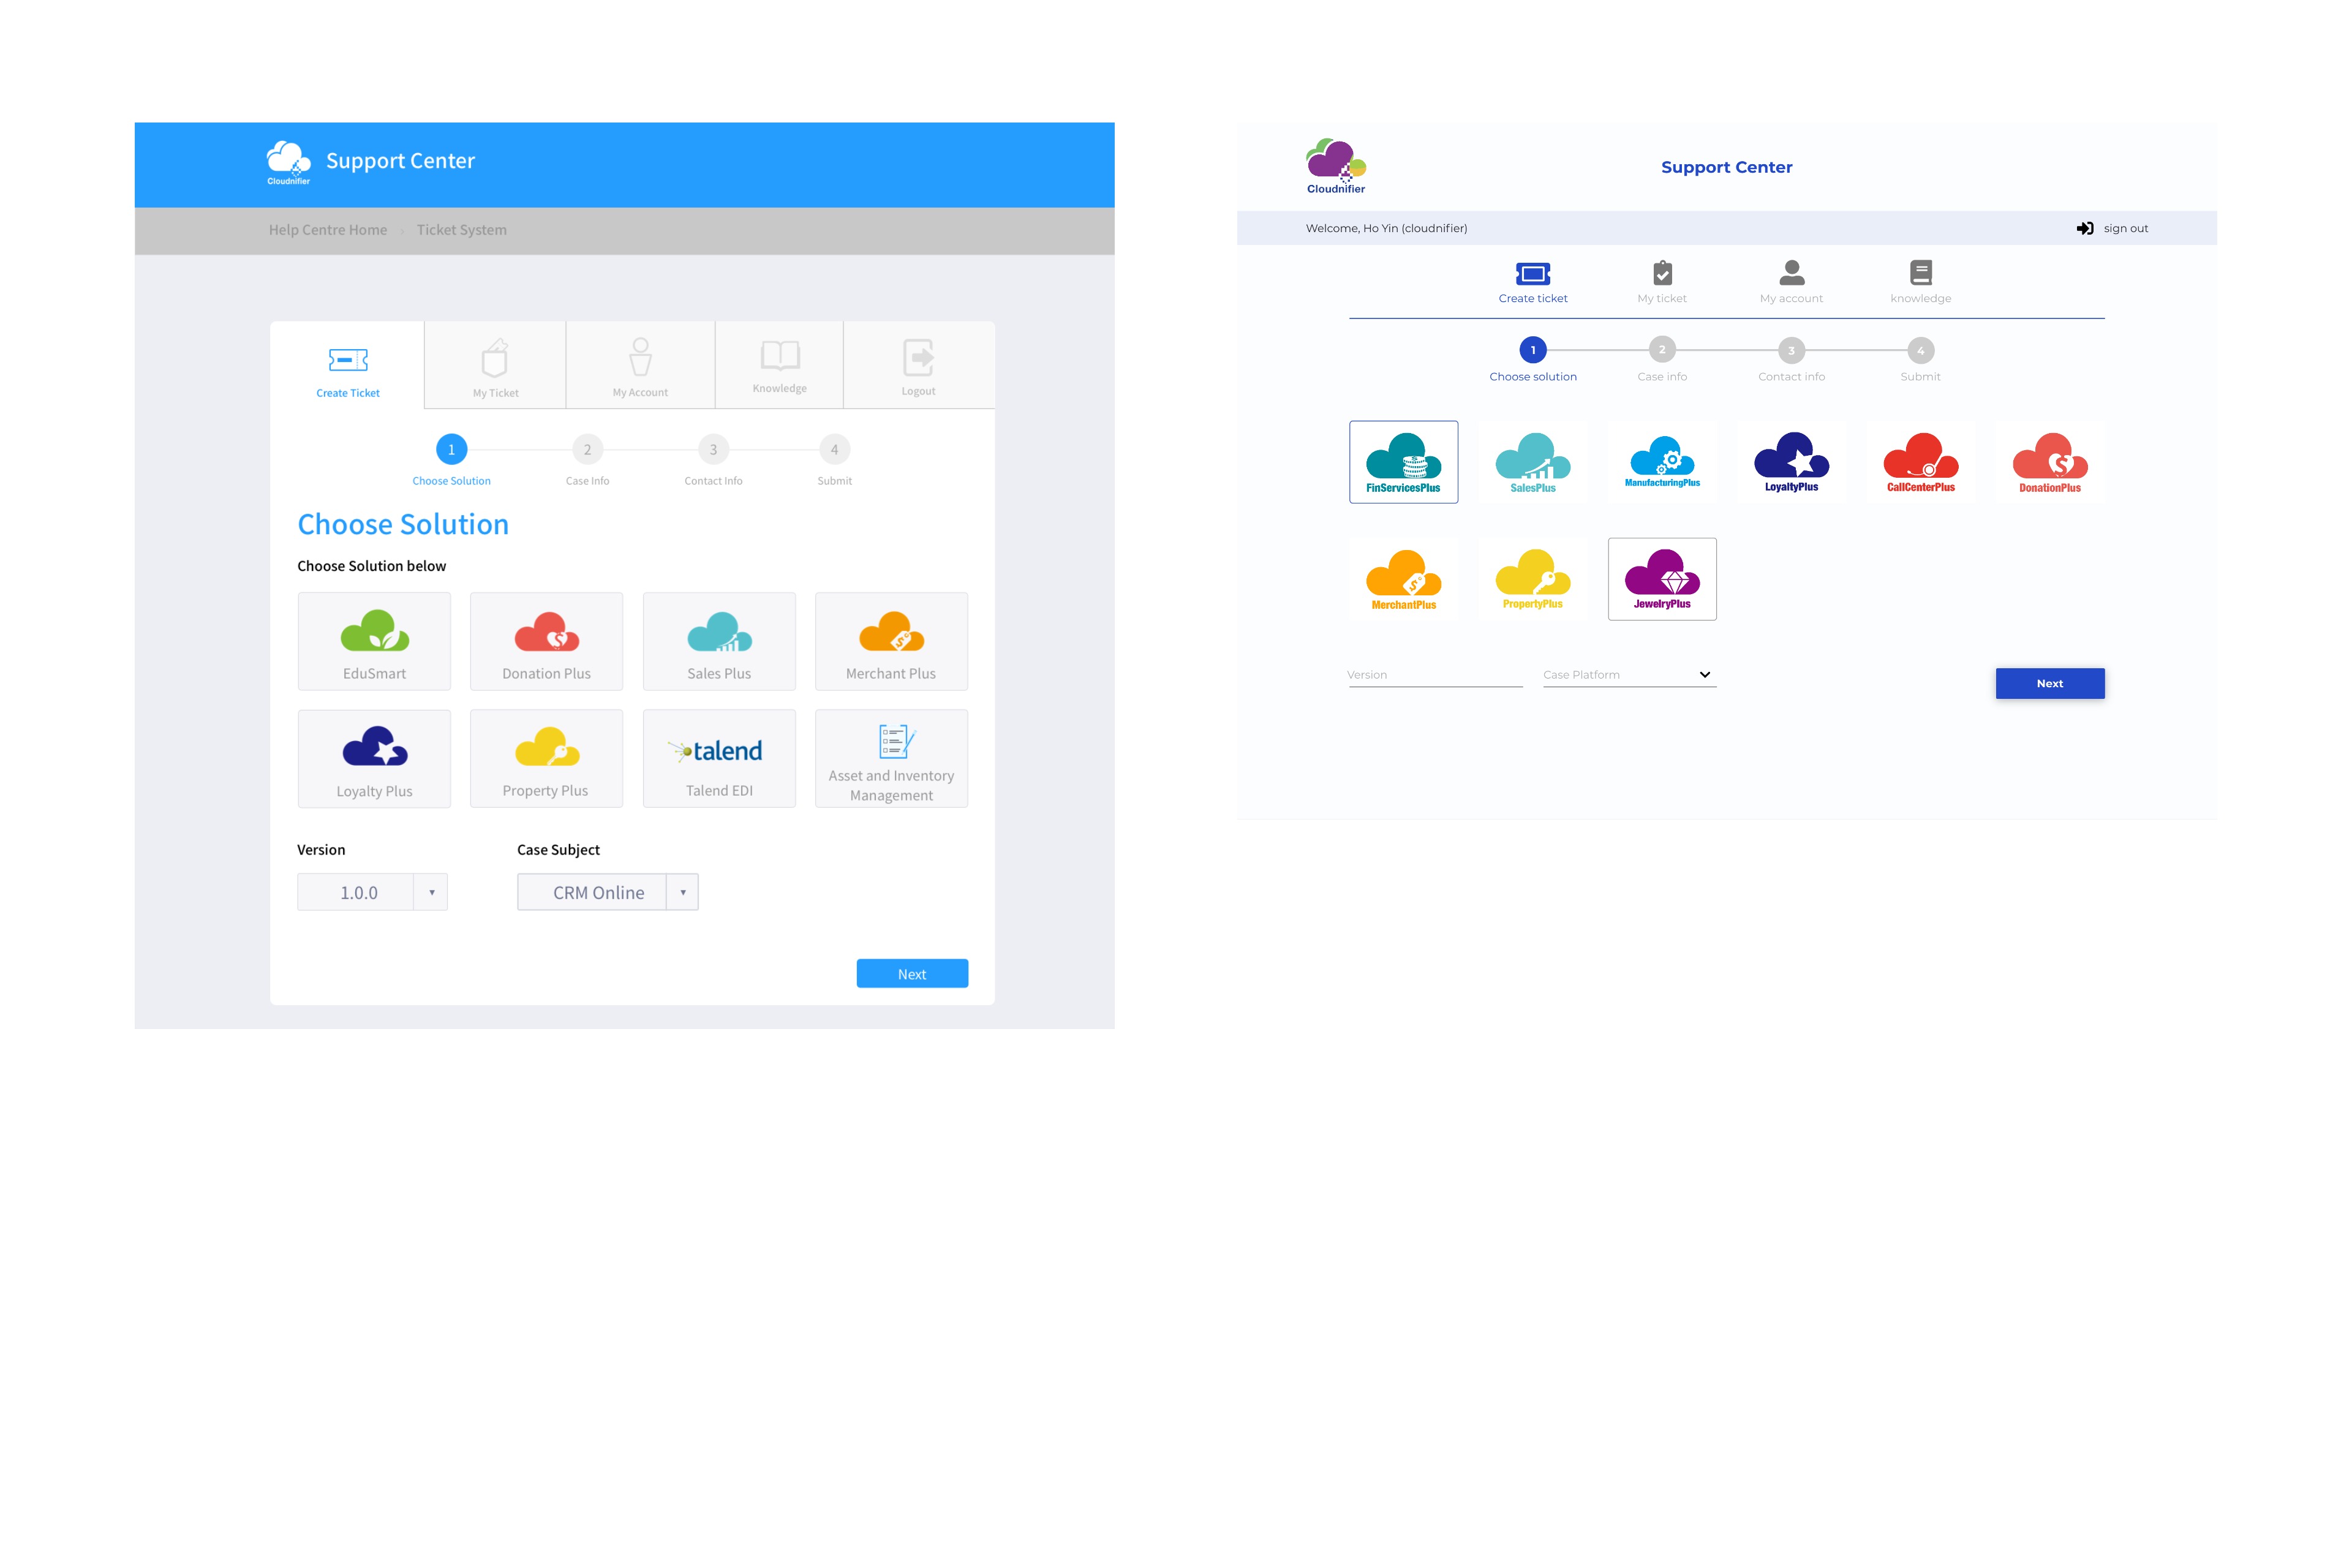 Cloudnifier
Support Center
Help Centre Home › Ticket System
Create Ticket
My Ticket
My Account
Knowledge
Logout
1
2
3
4
Choose Solution
Case Info
Contact Info
Submit
Choose Solution
Choose Solution below
EduSmart
Donation Plus
Sales Plus
Merchant Plus
Loyalty Plus
Property Plus
talend
Talend EDI
Asset and Inventory
Management
Version
Case Subject
1.0.0
CRM Online
Next
Cloudnifier
Support Center
Welcome, Ho Yin (cloudnifier)
sign out
Create ticket
My ticket
My account
knowledge
1
2
3
4
Choose solution
Case info
Contact info
Submit
FinServicesPlus
SalesPlus
ManufacturingPlus
LoyaltyPlus
CallCenterPlus
DonationPlus
MerchantPlus
PropertyPlus
JewelryPlus
Version
Case Platform
Next